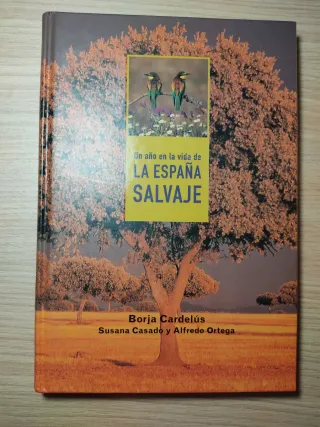 Un año en la vida de
LA ESPAÑA
SALVAJE
Borja Cardelús
Susana Casado y Alfredo Ortega